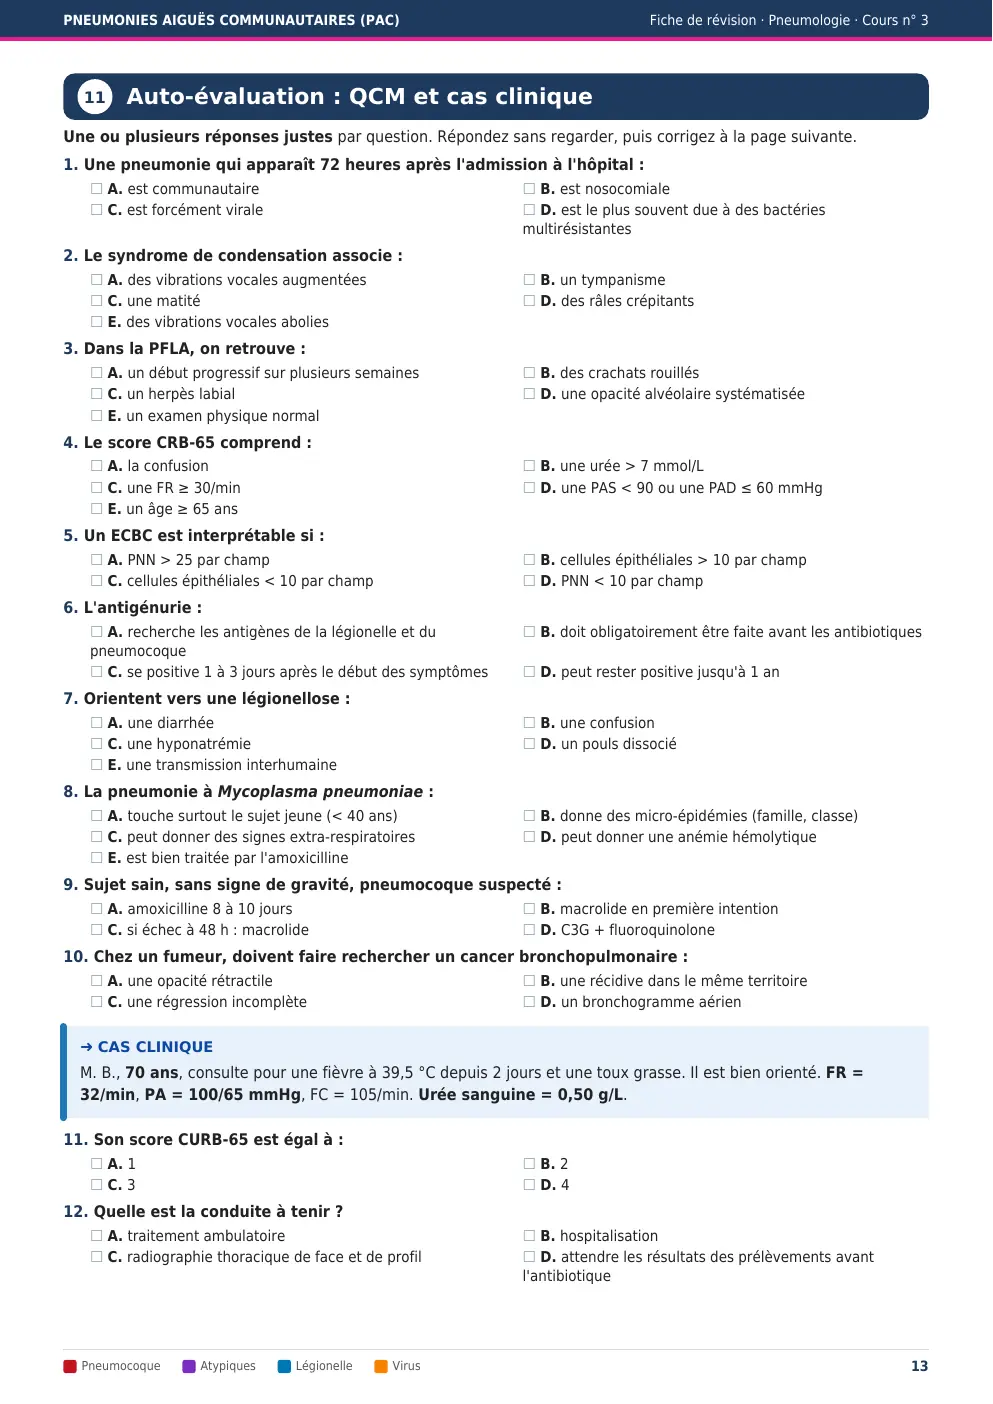 PNEUMONIES AIGUËS COMMUNAUTAIRES (PAC)
Fiche de révision · Pneumologie · Cours n° 3
11 Auto-évaluation : QCM et cas clinique
Une ou plusieurs réponses justes par question. Répondez sans regarder, puis corrigez à la page suivante.
1. Une pneumonie qui apparaît 72 heures après l'admission à l'hôpital :
☐ A. est communautaire
☐ B. est nosocomiale
☐ C. est forcément virale
☐ D. est le plus souvent due à des bactéries
multirésistantes
2. Le syndrome de condensation associe :
☐ A. des vibrations vocales augmentées
☐ B. un tympanisme
☐ C. une matité
☐ D. des râles crépitants
☐ E. des vibrations vocales abolies
3. Dans la PFLA, on retrouve :
☐ A. un début progressif sur plusieurs semaines
☐ B. des crachats rouillés
☐ C. un herpès labial
☐ D. une opacité alvéolaire systématisée
☐ E. un examen physique normal
4. Le score CRB-65 comprend :
☐ A. la confusion
☐ B. une urée > 7 mmol/L
☐ C. une FR ≥ 30/min
☐ D. une PAS < 90 ou une PAD ≤ 60 mmHg
☐ E. un âge ≥ 65 ans
5. Un ECBC est interprétable si :
☐ A. PNN > 25 par champ
☐ B. cellules épithéliales > 10 par champ
☐ C. cellules épithéliales < 10 par champ
☐ D. PNN < 10 par champ
6. L'antigénurie :
☐ A. recherche les antigènes de la légionelle et du
pneumocoque
☐ B. doit obligatoirement être faite avant les antibiotiques
☐ C. se positive 1 à 3 jours après le début des symptômes
☐ D. peut rester positive jusqu'à 1 an
7. Orientent vers une légionellose :
☐ A. une diarrhée
☐ B. une confusion
☐ C. une hyponatrémie
☐ D. un pouls dissocié
☐ E. une transmission interhumaine
8. La pneumonie à Mycoplasma pneumoniae :
☐ A. touche surtout le sujet jeune (< 40 ans)
☐ B. donne des micro-épidémies (famille, classe)
☐ C. peut donner des signes extra-respiratoires
☐ D. peut donner une anémie hémolytique
☐ E. est bien traitée par l'amoxicilline
9. Sujet sain, sans signe de gravité, pneumocoque suspecté :
☐ A. amoxicilline 8 à 10 jours
☐ B. macrolide en première intention
☐ C. si échec à 48 h : macrolide
☐ D. C3G + fluoroquinolone
10. Chez un fumeur, doivent faire rechercher un cancer bronchopulmonaire :
☐ A. une opacité rétractile
☐ B. une récidive dans le même territoire
☐ C. une régression incomplète
☐ D. un bronchogramme aérien
➜ CAS CLINIQUE
M. B., 70 ans, consulte pour une fièvre à 39,5 °C depuis 2 jours et une toux grasse. Il est bien orienté. FR =
32/min, PA = 100/65 mmHg, FC = 105/min. Urée sanguine = 0,50 g/L.
11. Son score CURB-65 est égal à :
☐ A. 1
☐ B. 2
☐ C. 3
☐ D. 4
12. Quelle est la conduite à tenir ?
☐ A. traitement ambulatoire
☐ B. hospitalisation
☐ C. radiographie thoracique de face et de profil
☐ D. attendre les résultats des prélèvements avant
l'antibiotique
Pneumocoque Atypiques Légionelle Virus
13